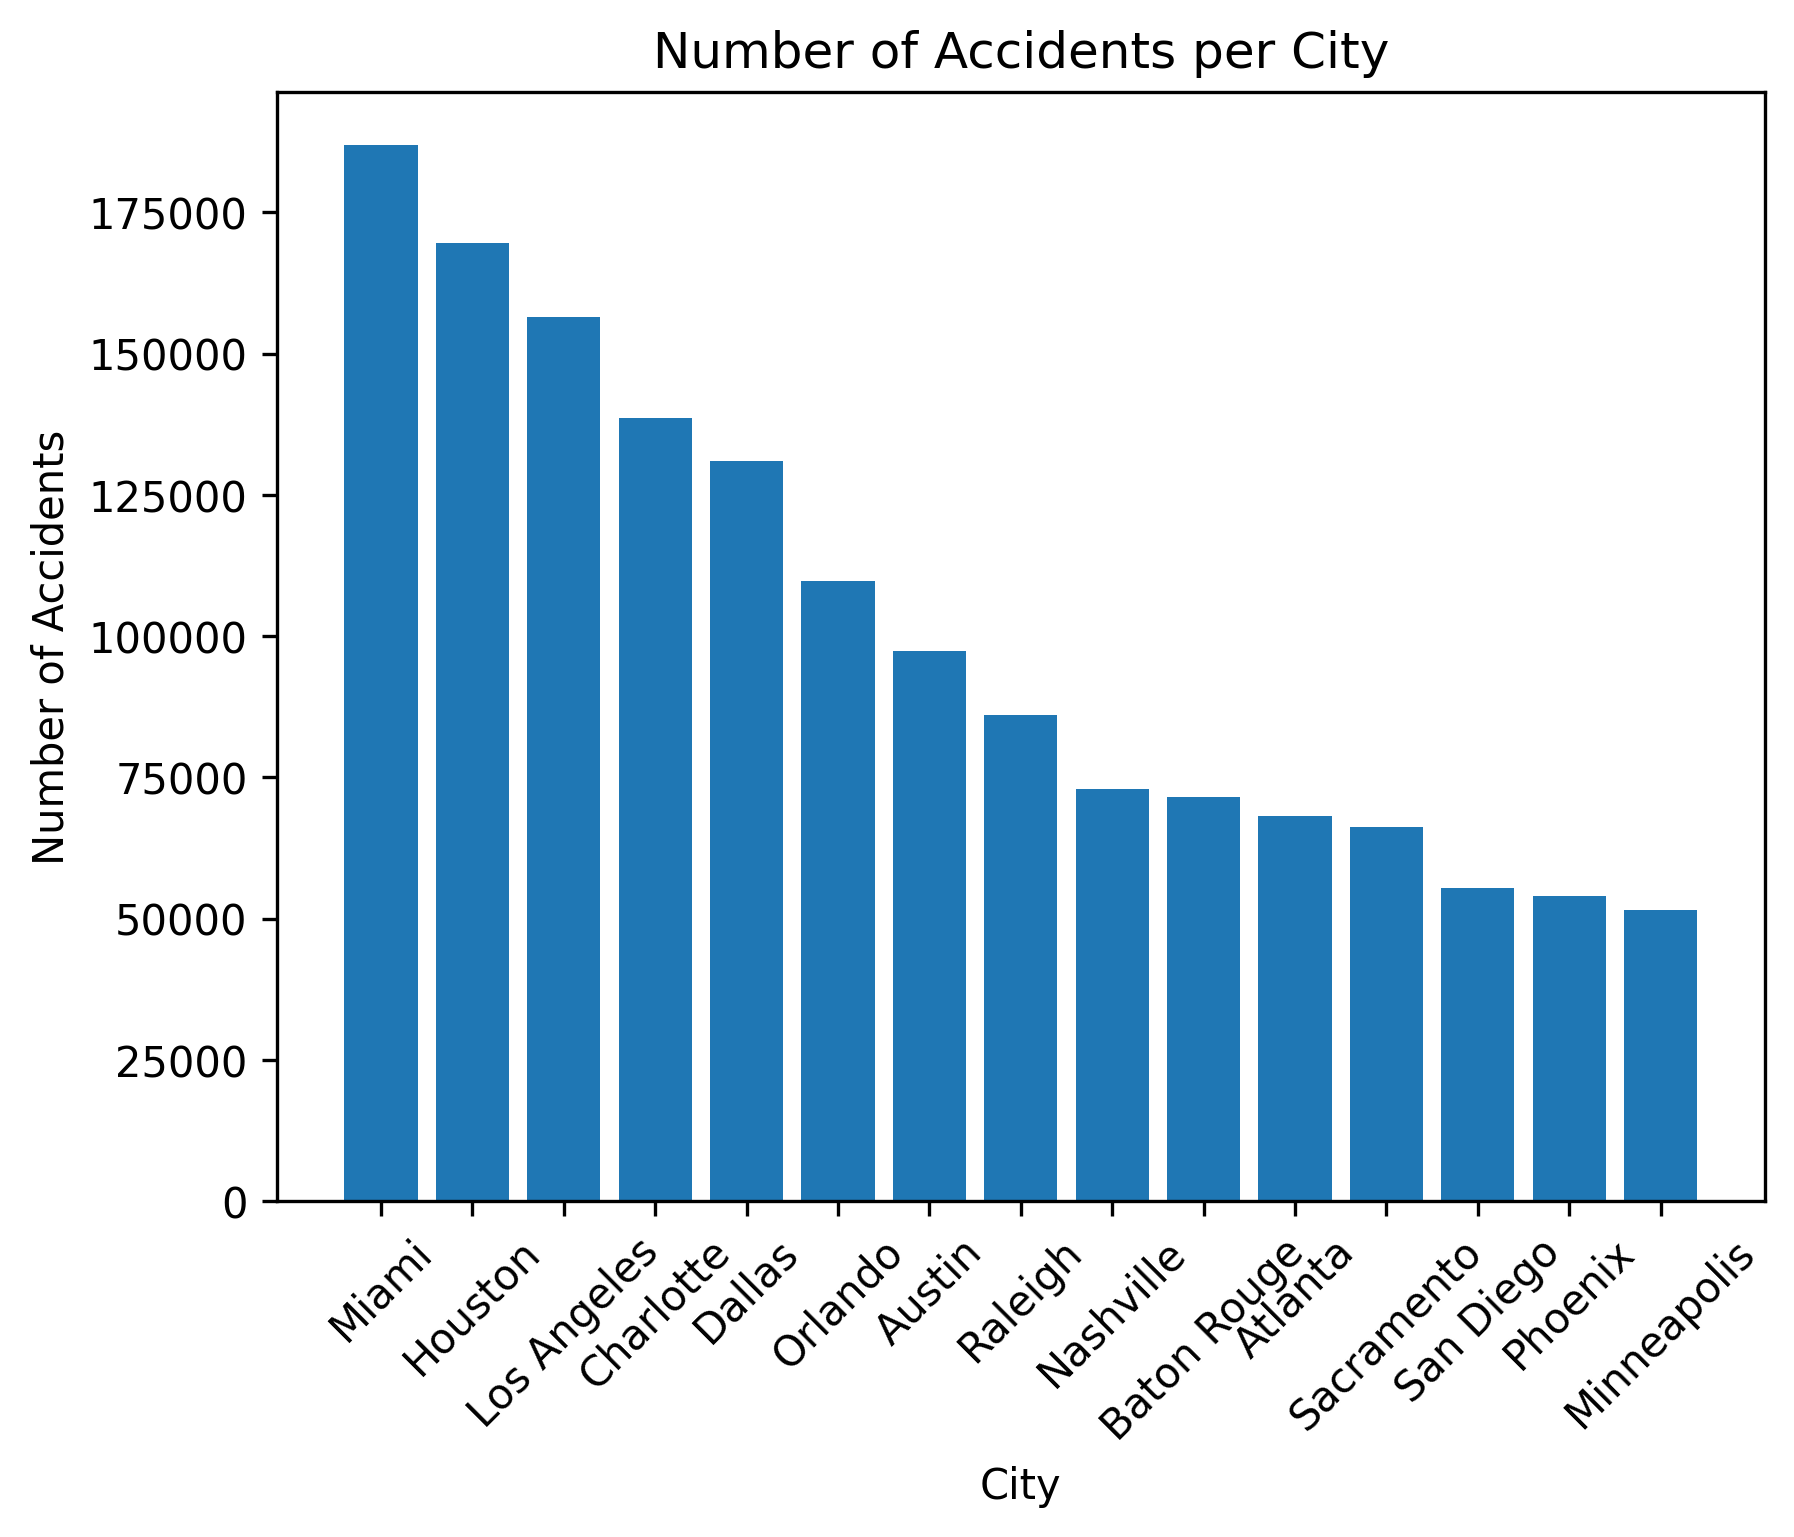 Number of Accidents per City
Number of Accidents
175000
150000
125000
100000
75000
50000
25000
0
Miami
Houston
Los Angeles
Charlotte
Dallas
Orlando
Austin
Raleigh
Nashville
Baton Rouge
Atlanta
Sacramento
San Diego
Phoenix
Minneapolis
City